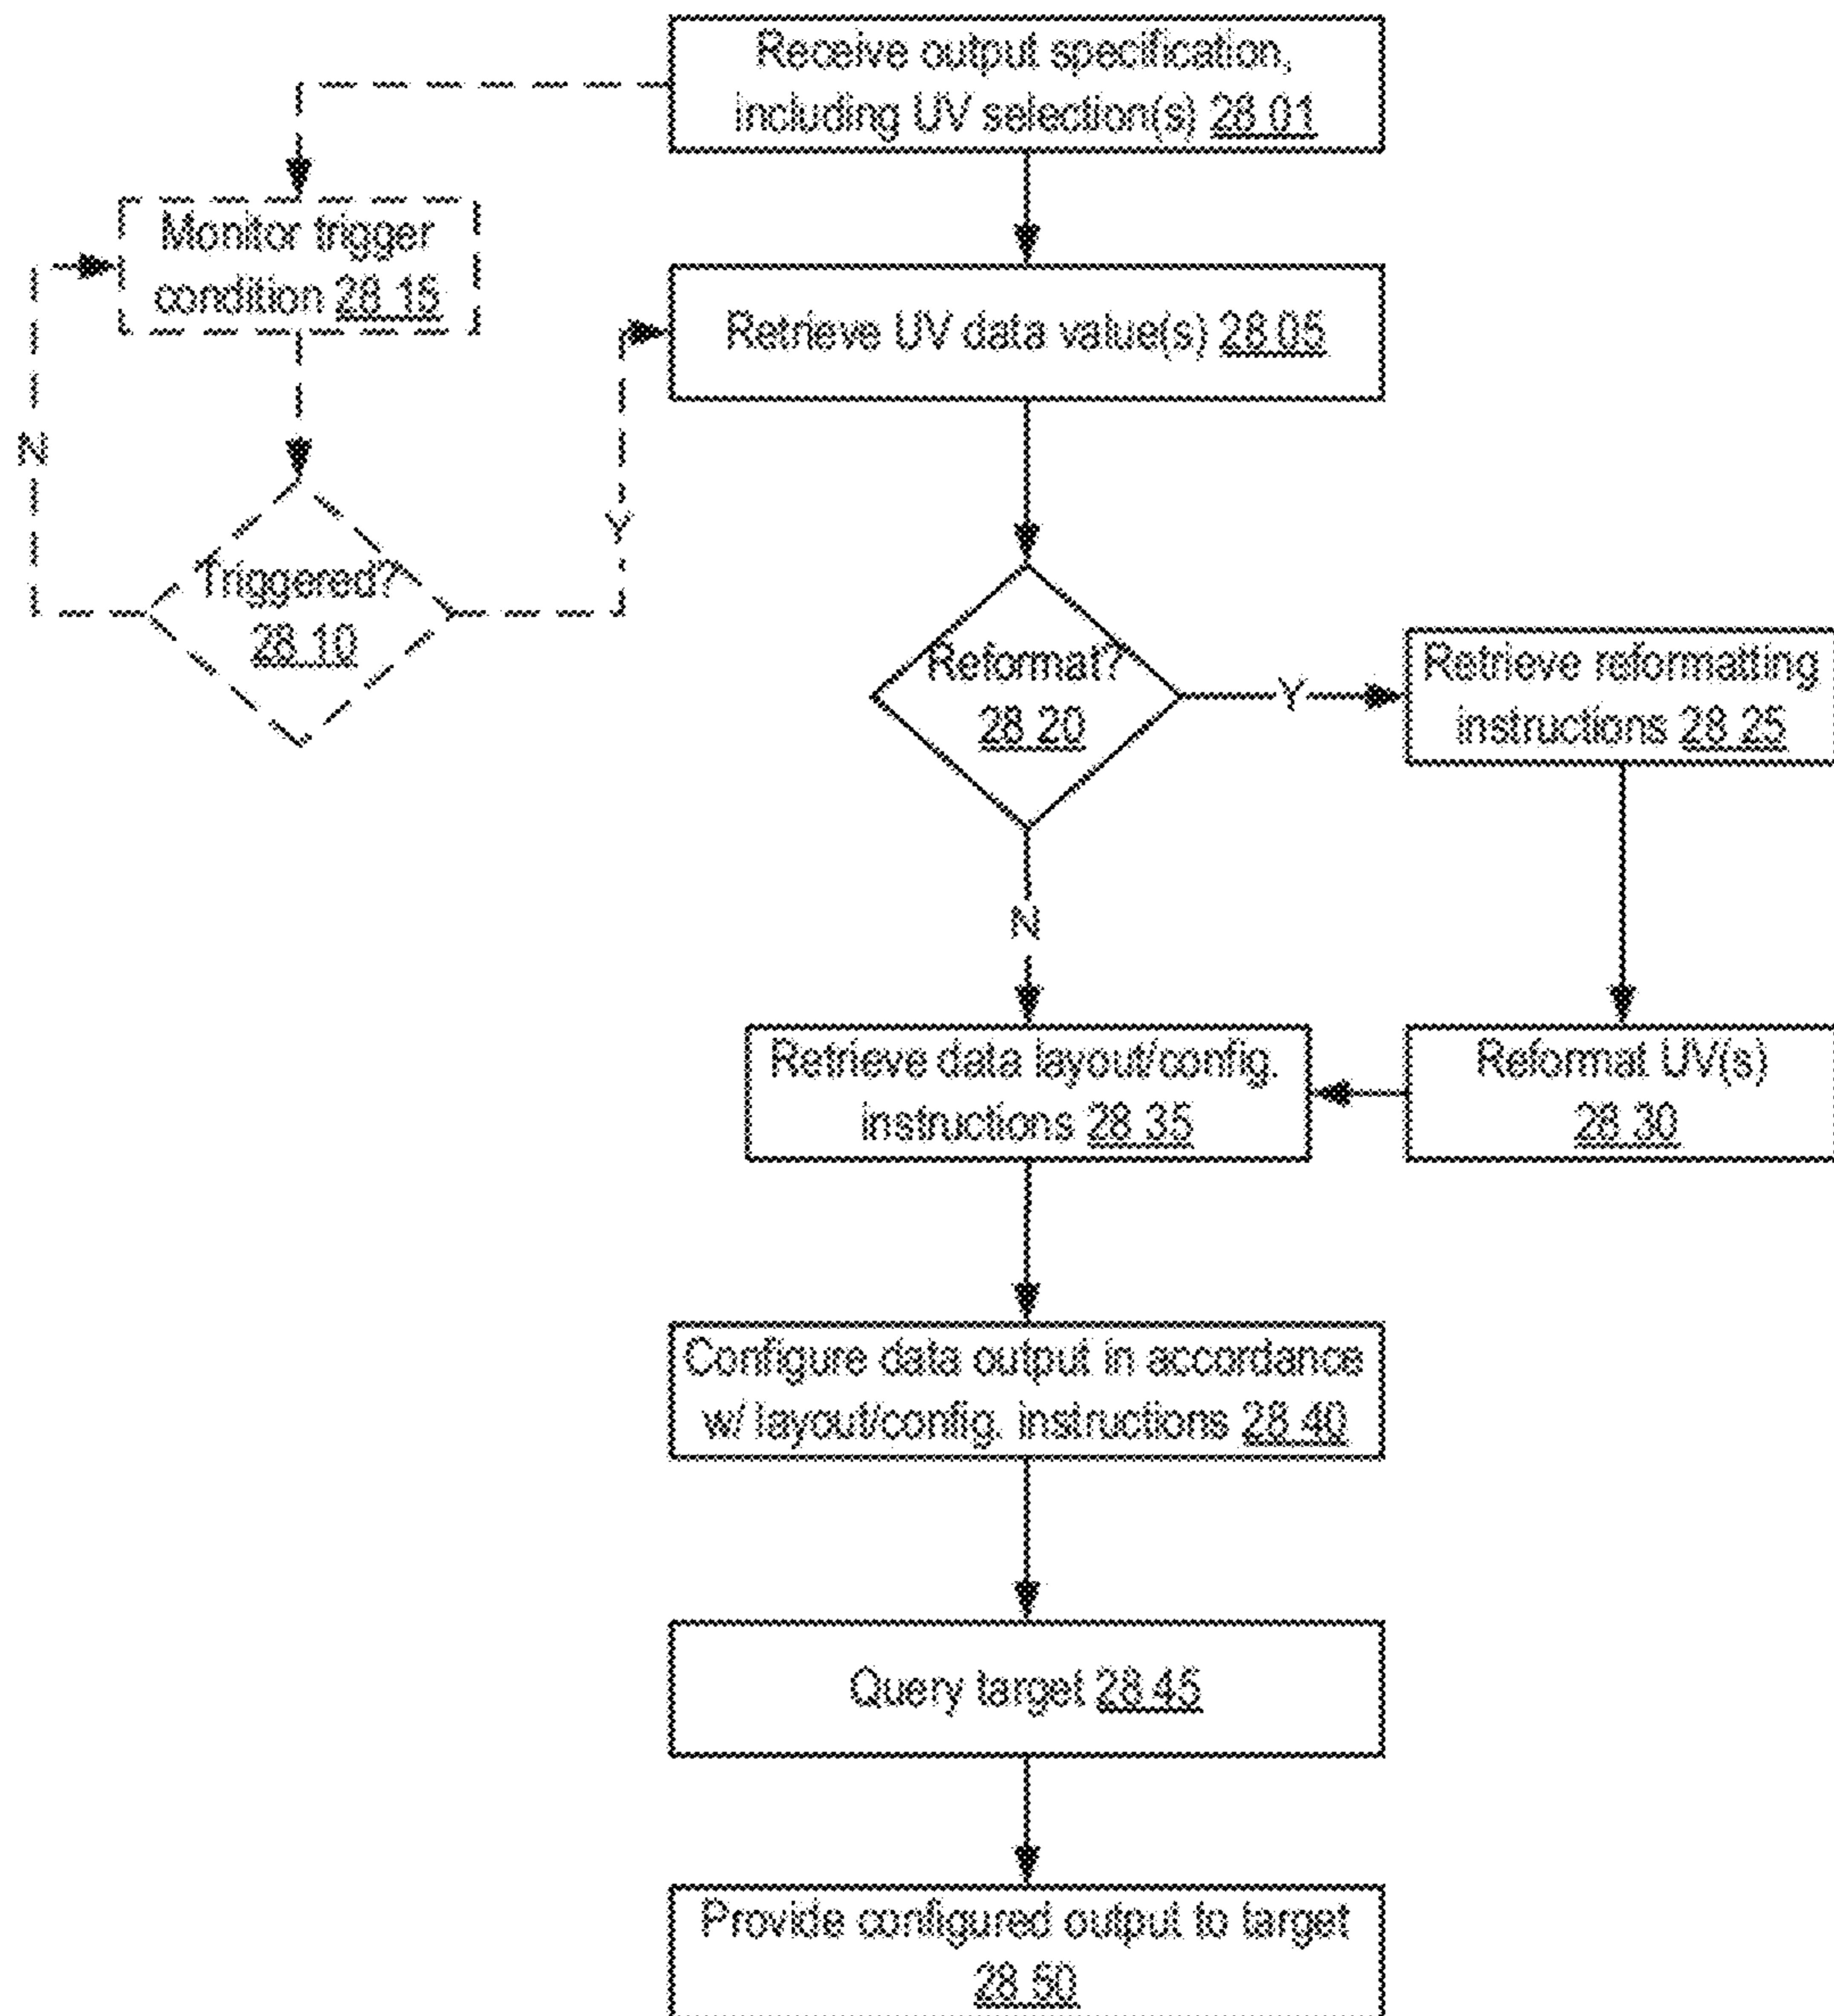 Receive output specification,
including UV selection(s) 28 01
Monitor trigger
condition 28 15
Retrieve UV data value(s) 28 05
N
Y
Triggered?
28 10
Reformat?
28 20
Y
Retrieve reformatting
instructions 28 25
N
Retrieve data layout/config.
instructions 28 35
Reformat UV(s)
28 30
Configure data output in accordance
w/ layout/config. instructions 28 40
Query target 28 45
Provide configured output to target
28 50